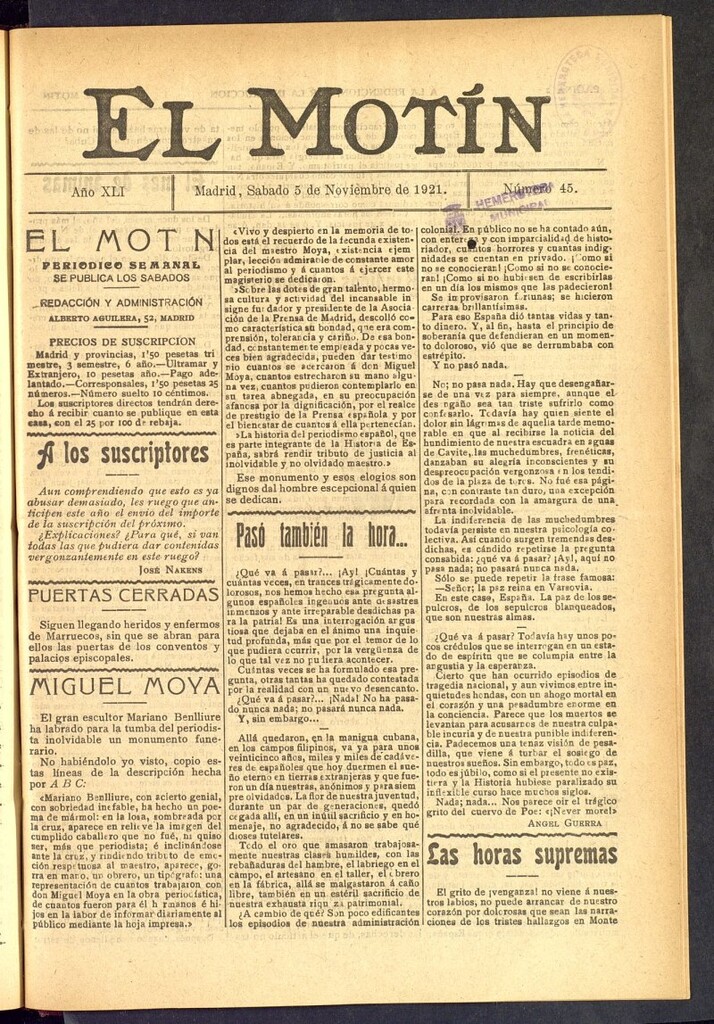 EL MOTÍN
Año XLI
Madrid, Sabado 5 de Noviembre de 1921.
Número 45.
HEMEROTECA
MUNICIPAL
EL MOTN
PERIODICO SEMANAL
SE PUBLICA LOS SABADOS
REDACCIÓN Y ADMINISTRACIÓN
ALBERTO AGUILERA, 52, MADRID
PRECIOS DE SUSCRIPCION
Madrid y provincias, 1'50 pesetas tri
mestre, 3 semestre, 6 año.—Ultramar y
Extranjero, 10 pesetas año.—Pago ade-
lantado.—Corresponsales, 1'50 pesetas 25
números.—Número suelto 10 céntimos.
Los suscriptores directos tendrán dere-
cho á recibir cuanto se publique en esta
casa, con el 25 por 100 de rebaja.
A los suscriptores
Aun comprendiendo que esto es ya
abusar demasiado, les ruego que an-
ticipen este año el envio del importe
de la suscripción del próximo.
¿Explicaciones? ¿Para qué, si van
todas las que pudiera dar contenidas
vergonzantemente en este ruego?
JOSÉ NAKENS
PUERTAS CERRADAS
Siguen llegando heridos y enfermos
de Marruecos, sin que se abran para
ellos las puertas de los conventos y
palacios episcopales.
MIGUEL MOYA
El gran escultor Mariano Benlliure
ha labrado para la tumba del periodis-
ta inolvidable un monumento fune-
rario.
No habiéndolo yo visto, copio es-
tas líneas de la descripción hecha
por A B C:
«Mariano Benlliure, con acierto genial,
con sobriedad inefable, ha hecho un poe-
ma de mármol: en la losa, sombreada por
la cruz, aparece en relieve la imagen del
cumplido caballero que no fué, ni quiso
ser, más que periodista; é inclinándose
ante la cruz, y rindiendo tributo de emo-
ción respetuosa al maestro, aparece, go-
rra en mano, un obrero, un tipógrafo: una
representación de cuantos trabajaron con
don Miguel Moya en la obra periodística,
de cuantos fueron para él hermanos é hi-
jos en la labor de informar diariamente al
público mediante la hoja impresa.»
«Vivo y despierto en la memoria de to-
dos está el recuerdo de la fecunda existen-
cia del maestro Moya, existencia ejem
plar, lección admirable de constante amor
al periodismo y á cuantos á ejercer este
magisterio se dedicaron.
»Sobre las dotes de gran talento, hermo-
sa cultura y actividad del incansable in
signe fundador y presidente de la Asocia-
ción de la Prensa de Madrid, descolló co-
mo característica su bondad, que era com-
prensión, tolerancia y cariño. De esa bon-
dad, constantemente empleada y pocas ve-
ces bien agradecida, pueden dar testimo-
nio cuantos se acercaron á don Miguel
Moya, cuantos estrecharon su mano algu-
na vez, cuantos pudieron contemplarlo en
su tarea abnegada, en su preocupación
afanosa por la dignificación, por el realce
de prestigio de la Prensa española y por
el bienestar de cuantos á ella pertenecían.
»La historia del periodismo español, que
es parte integrante de la Historia de Es-
paña, sabrá rendir tributo de justicia al
inolvidable y no olvidado maestro.»
Ese monumento y esos elogios son
dignos dal hombre escepcional á quien
se dedican.
Pasó también la hora...
¿Qué va á pasar?... ¡Ay! ¡Cuántas y
cuántas veces, en trances trágicamente do-
lorosos, nos hemos hecho esa pregunta al-
gunos españoles ingenuos ante desastres
inmensos y ante irreparable desdichas pa-
ra la patria! Es una interrogación angus-
tiosa que dejaba en el ánimo una inquie-
tud profunda, más que por el temor de lo
que pudiera ocurrir, por la vergüenza de
lo que tal vez no pudiera acontecer.
Cuántas veces se ha formulado esa pre-
gunta, otras tantas ha quedado contestada
por la realidad con un nuevo desencanto.
¿Qué va á pasar?... ¡Nada! No ha pasa-
do nunca nada; no pasará nunca nada.
Y, sin embargo...
Allá quedaron, en la manigua cubana,
en los campos filipinos, va ya para unos
veinticinco años, miles y miles de cadáve-
res de españoles que hoy duermen el sue-
ño eterno en tierras extranjeras y que fue-
ron un día nuestras, anónimos y para siem
pre olvidados. La flor de nuestra juventud,
durante un par de generaciones, quedó
cegada allí, en un inútil sacrificio y en ho-
menaje, no agradecido, á no se sabe qué
dioses tutelares.
Todo el oro que amasaron trabajosa-
mente nuestras clases humildes, con las
rebañaduras del hambre, el labriego en el
campo, el artesano en el taller, el obrero
en la fábrica, allá se malgastaron á caño
libre, también en un estéril sacrificio de
nuestra exhausta riqueza patrimonial.
¿A cambio de qué? Son poco edificantes
los episodios de nuestra administración
colonial. En público no se ha contado aún,
con entereza y con imparcialidad de histo-
riador, cuántos horrores y cuantas indig-
nidades se cuentan en privado. ¡Como si
no se conocieran! ¡Como si no se conocie-
ran! ¡Como si no hubiesen de escribirlas
en un día los mismos que las padecieron!
Se improvisaron fortunas; se hicieron
carreras brillantísimas.
Para eso España dió tantas vidas y tan-
to dinero. Y, al fin, hasta el principio de
soberanía que defendieran en un momen-
to doloroso, vió que se derrumbaba con
estrépito.
Y no pasó nada.
No; no pasa nada. Hay que desengañar-
se de una vez para siempre, aunque el
desengaño sea tan triste sufrirlo como
confesarlo. Todavía hay quien siente el
dolor sin lágrimas de aquella tarde memo-
rable en que al recibirse la noticia del
hundimiento de nuestra escuadra en aguas
de Cavite, las muchedumbres, frenéticas,
danzaban su alegría inconscientes y su
despreocupación vergonzosa en los tendi-
dos de la plaza de toros. No fué esa pági-
na, con contraste tan duro, una excepción
para recordada con la amargura de una
afrenta inolvidable.
La indiferencia de las muchedumbres
todavía persiste en nuestra psicología co-
lectiva. Así cuando surgen tremendas des-
dichas, es cándido repetirse la pregunta
consabida: ¿qué va á pasar? ¡Ay!, aquí no
pasa nada; no pasará nunca nada.
Sólo se puede repetir la frase famosa:
—Señor; la paz reina en Varsovia.
En este caso, España. La paz de los se-
pulcros, de los sepulcros blanqueados,
que son nuestras almas.
¿Qué va á pasar? Todavía hay unos po-
cos crédulos que se interrogan en un esta-
do de espíritu que se columpia entre la
angustia y la esperanza.
Cierto que han ocurrido episodios de
tragedia nacional, y aun vivimos entre in-
quietudes hondas, con un ahogo mortal en
el corazón y una pesadumbre enorme en
la conciencia. Parece que los muertos se
levantan para acusarnos de nuestra culpa-
ble incuria y de nuestra punible indiferen-
cia. Padecemos una tenaz visión de pesa-
dilla, que viene á turbar el sosiego de
nuestros sueños. Sin embargo, todo es paz,
todo es júbilo, como si el presente no exis-
tiera y la Historia hubiese paralizado su
inflexible curso hace muchos siglos.
Nada; nada... Nos parece oir el trágico
grito del cuervo de Poe: «¡Never more!»
ANGEL GUERRA
Las horas supremas
El grito de ¡venganza! no viene á nues-
tros labios, no puede arrancar de nuestro
corazón por dolorosas que sean las narra-
ciones de los tristes hallazgos en Monte